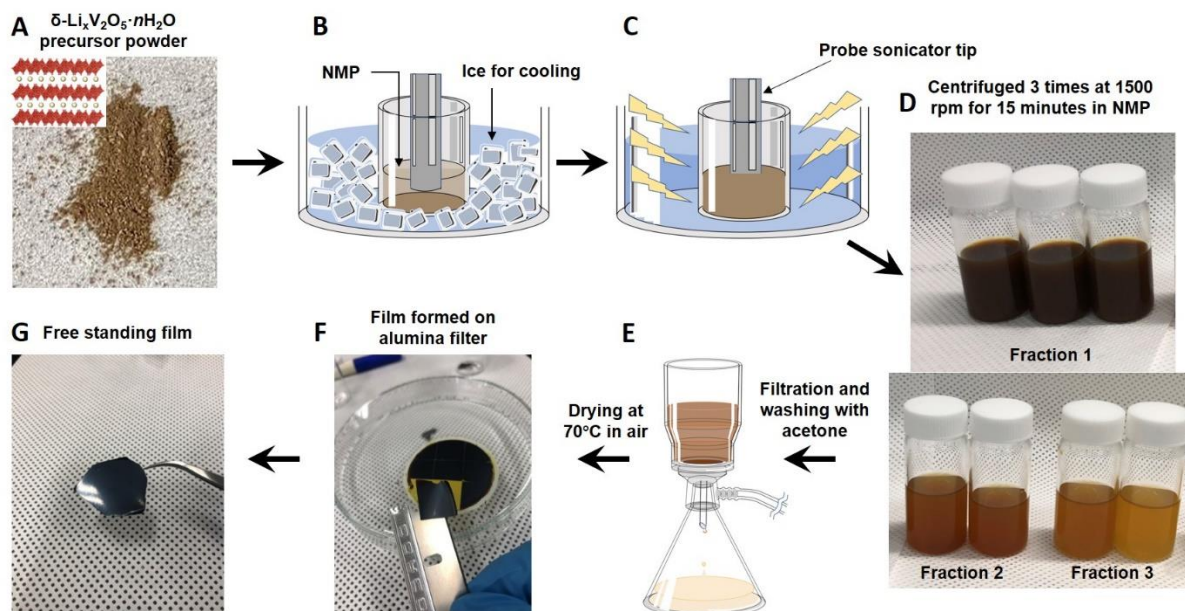 A
δ-LiₓV₂O₅·nH₂O
precursor powder
B
NMP
Ice for cooling
C
Probe sonicator tip
D
Centrifuged 3 times at 1500
rpm for 15 minutes in NMP
Fraction 1
Fraction 2
Fraction 3
E
Filtration and
washing with
acetone
Drying at
70°C in air
F
Film formed on
alumina filter
G
Free standing film